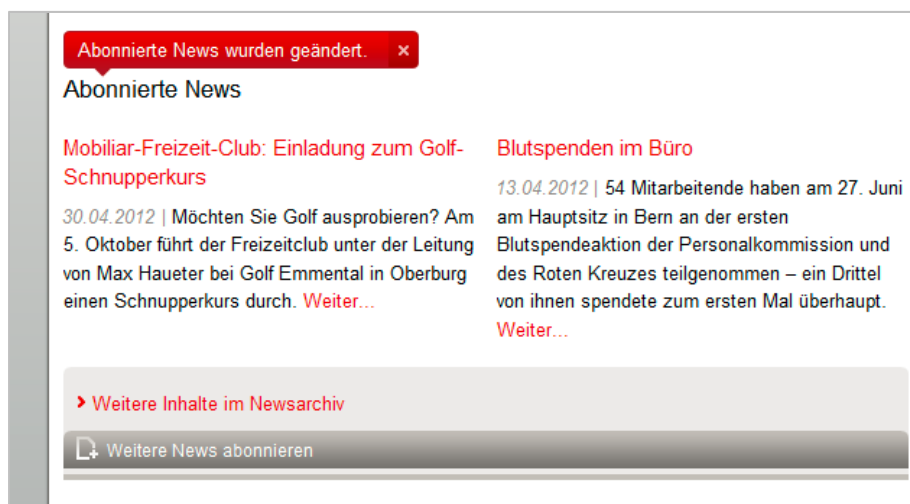 Abonnierte News wurden geändert. ×
Abonnierte News
Mobiliar-Freizeit-Club: Einladung zum Golf-
Schnupperkurs
30.04.2012 | Möchten Sie Golf ausprobieren? Am
5. Oktober führt der Freizeitclub unter der Leitung
von Max Haueter bei Golf Emmental in Oberburg
einen Schnupperkurs durch. Weiter...
Blutspenden im Büro
13.04.2012 | 54 Mitarbeitende haben am 27. Juni
am Hauptsitz in Bern an der ersten
Blutspendeaktion der Personalkommission und
des Roten Kreuzes teilgenommen – ein Drittel
von ihnen spendete zum ersten Mal überhaupt.
Weiter...
Weitere Inhalte im Newsarchiv
Weitere News abonnieren